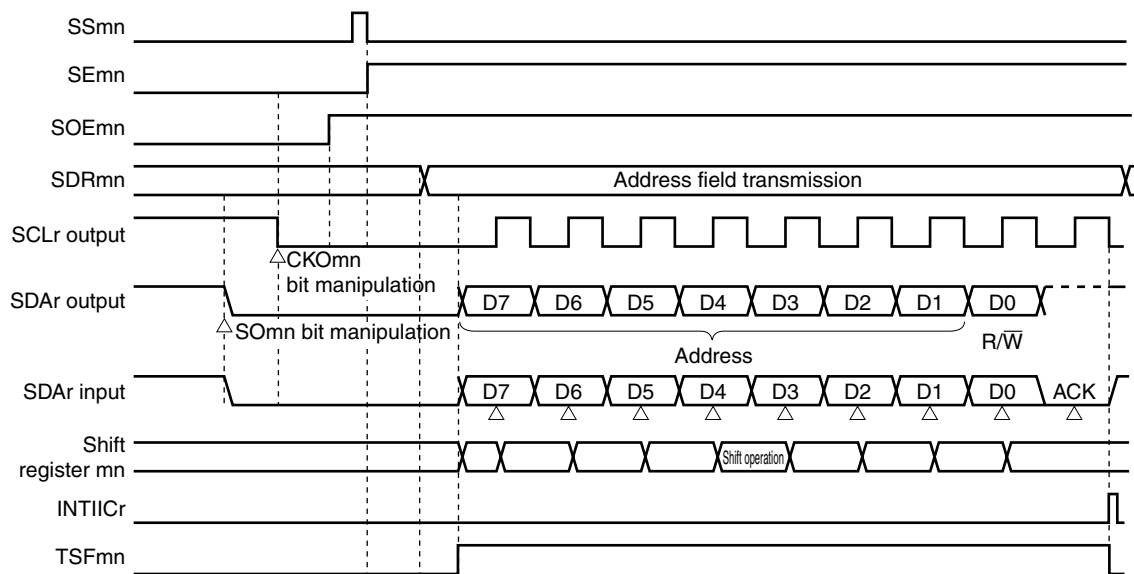 SSmn
SEmn
SOEmn
SDRmn
Address field transmission
SCLr output
CKOmn
bit manipulation
SDAr output
D7 D6 D5 D4 D3 D2 D1 D0
SOmn bit manipulation
Address
R/W̅
SDAr input
D7 D6 D5 D4 D3 D2 D1 D0 ACK
Shift
register mn
Shift operation
INTIICr
TSFmn